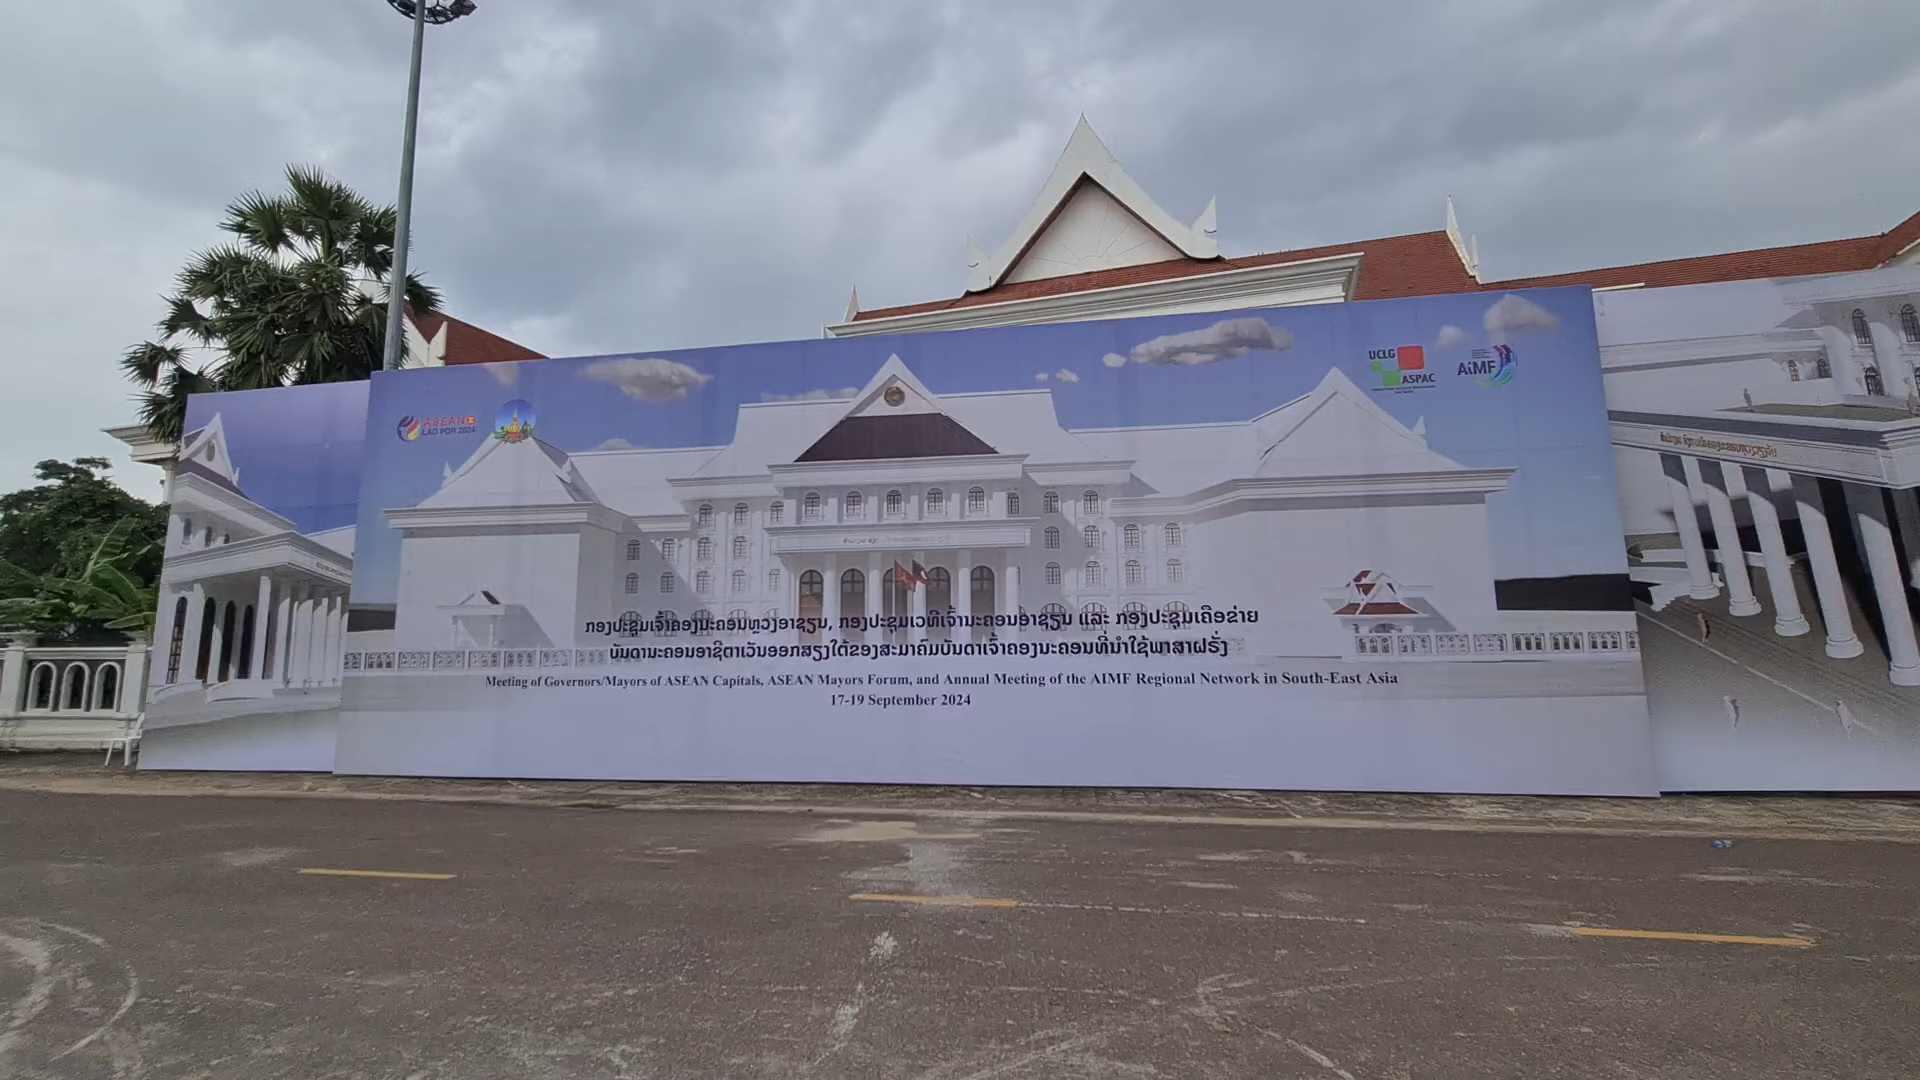 ASEAN
LAO PDR 2024
UCLG
ASPAC
AIMF
ກອງປະຊຸມເຈົ້າຄອງນະຄອນຫຼວງອາຊຽນ, ກອງປະຊຸມເວທີເຈົ້ານະຄອນອາຊຽນ ແລະ ກອງປະຊຸມເຄືອຂ່າຍ
ບັນດານະຄອນອາຊີຕາເວັນອອກສຽງໃຕ້ຂອງສະມາຄົມບັນດາເຈົ້າຄອງນະຄອນທີ່ນຳໃຊ້ພາສາຝຣັ່ງ
Meeting of Governors/Mayors of ASEAN Capitals, ASEAN Mayors Forum, and Annual Meeting of the AIMF Regional Network in South-East Asia
17-19 September 2024